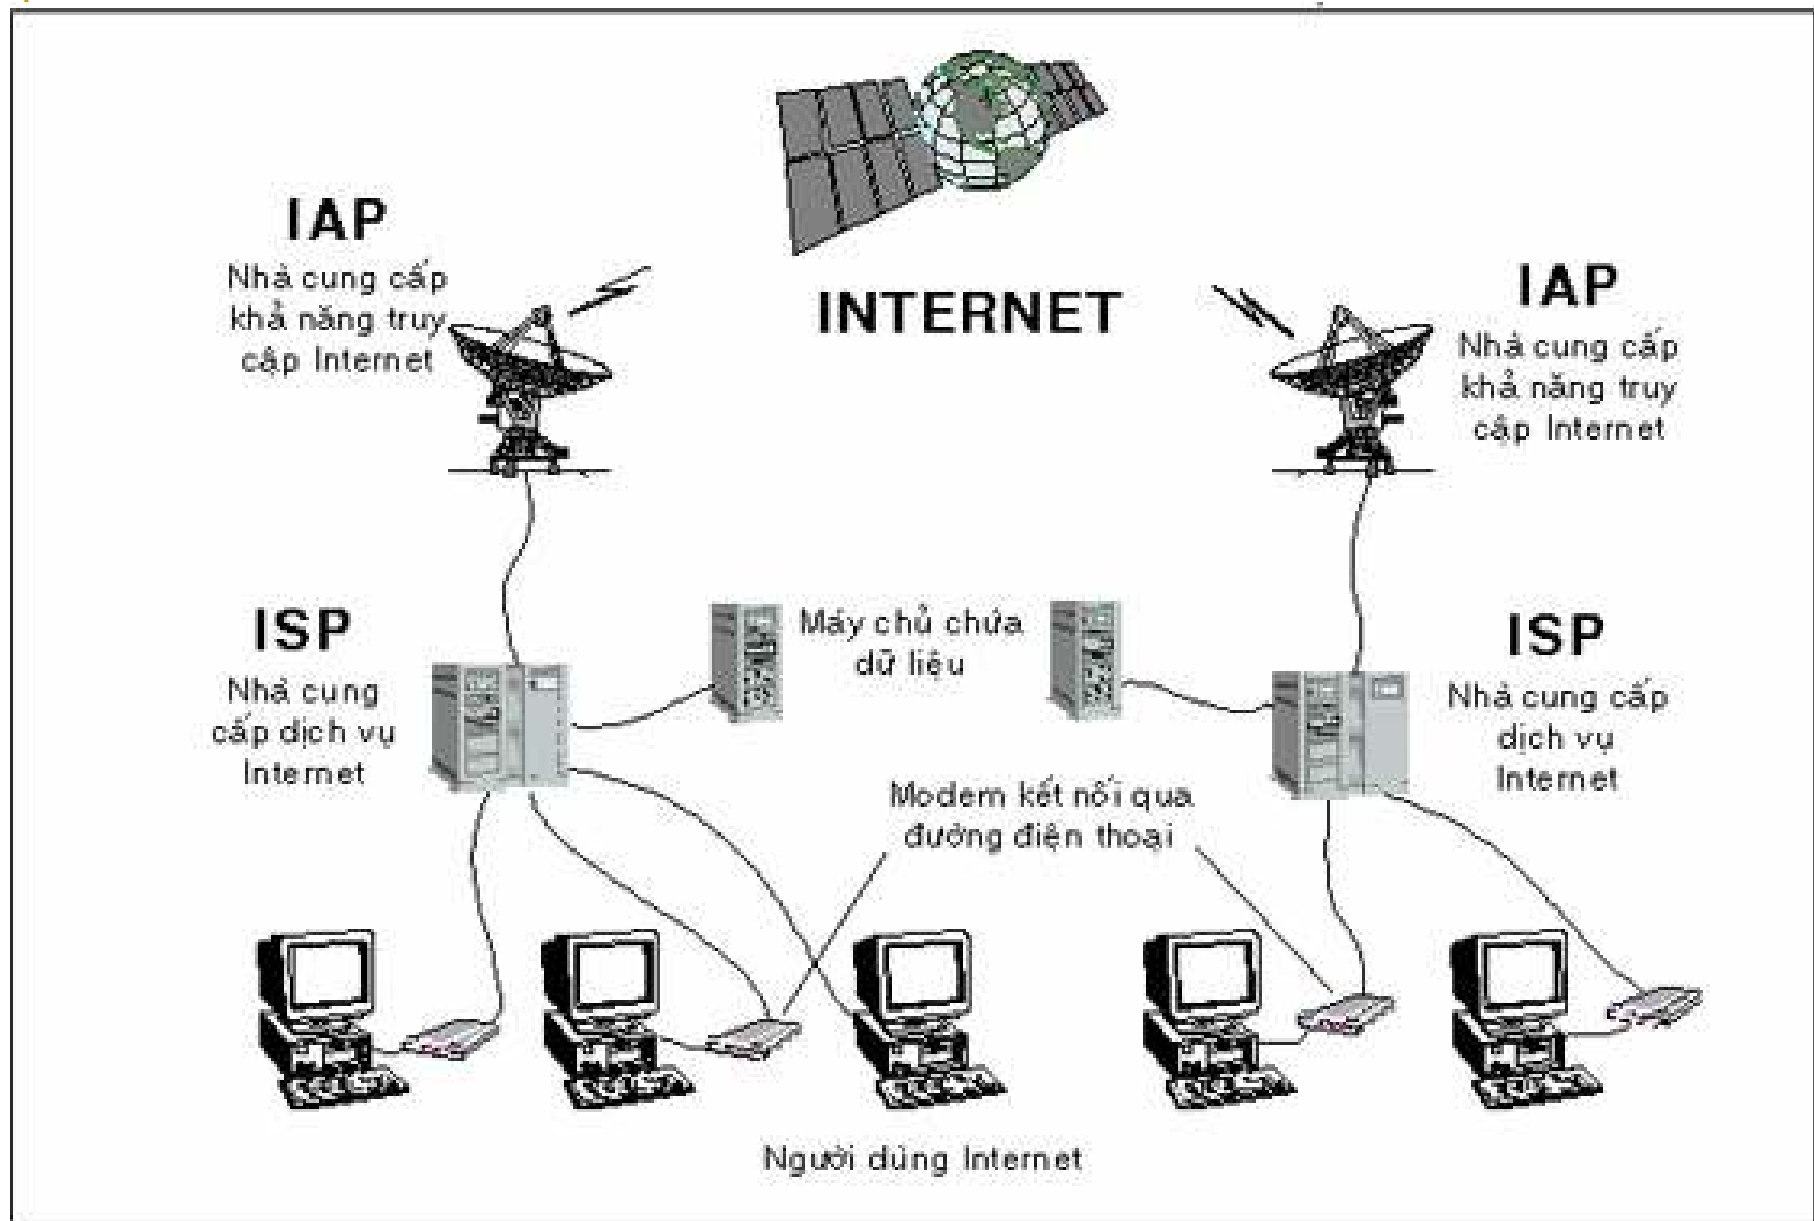 IAP
Nhà cung cấp
khả năng truy
cập Internet
INTERNET
IAP
Nhà cung cấp
khả năng truy
cập Internet
ISP
Nhà cung
cấp dịch vụ
Internet
Máy chủ chứa
dữ liệu
ISP
Nhà cung cấp
dịch vụ
Internet
Modem kết nối qua
đường điện thoại
Người dùng Internet